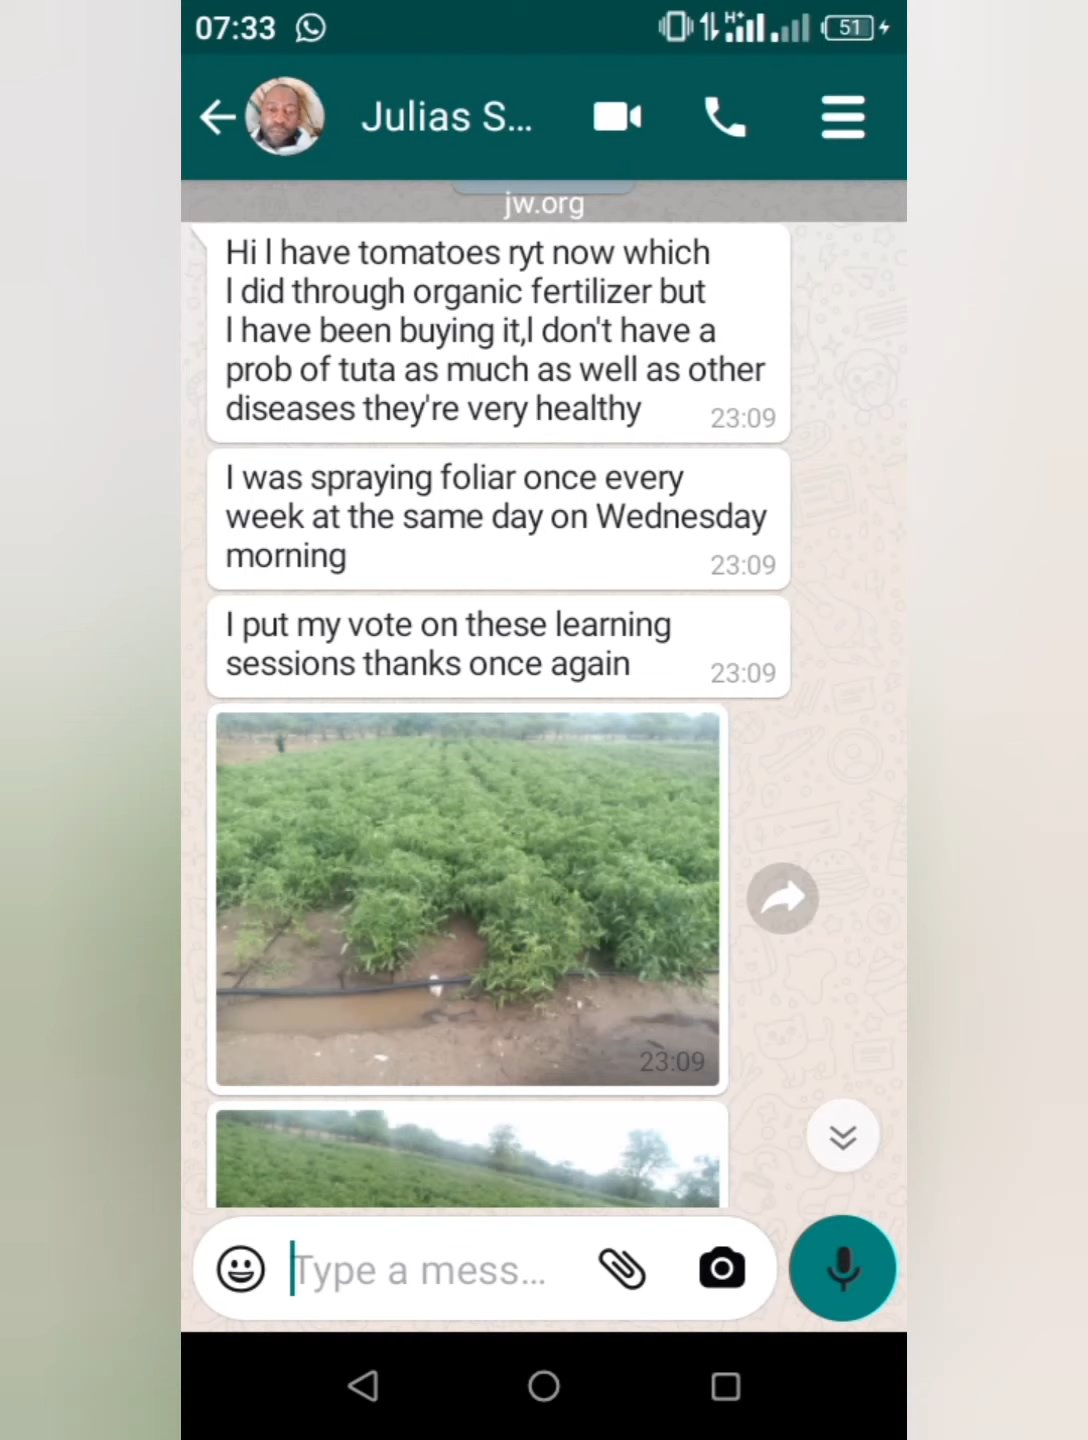 07:33
H+
51
Julias S...
jw.org
Hi I have tomatoes ryt now which
I did through organic fertilizer but
I have been buying it,I don't have a
prob of tuta as much as well as other
diseases they're very healthy
23:09
I was spraying foliar once every
week at the same day on Wednesday
morning
23:09
I put my vote on these learning
sessions thanks once again
23:09
23:09
Type a mess...